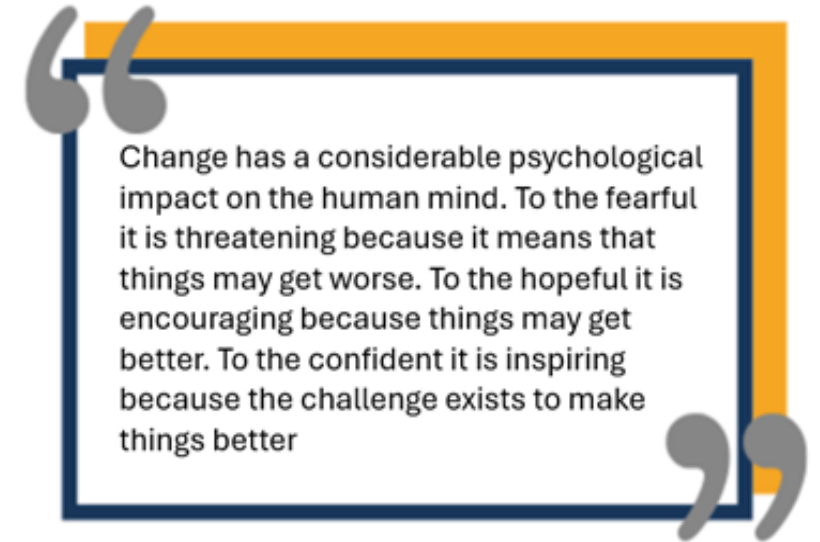 Change has a considerable psychological
impact on the human mind. To the fearful
it is threatening because it means that
things may get worse. To the hopeful it is
encouraging because things may get
better. To the confident it is inspiring
because the challenge exists to make
things better